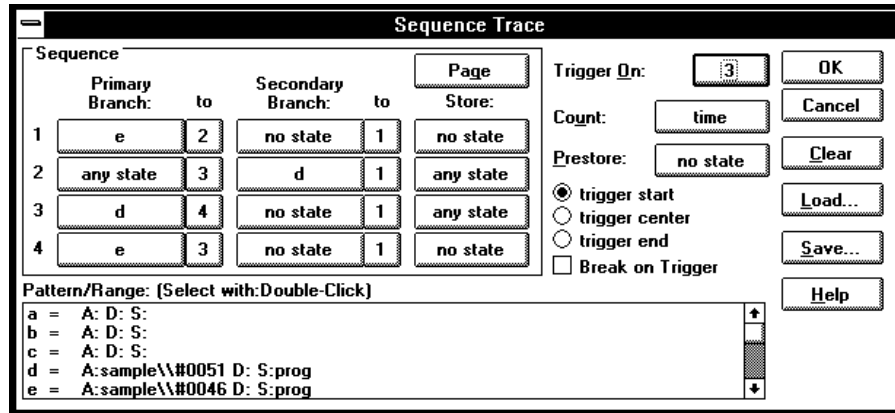 Sequence Trace
Sequence
Page
Primary Branch: to Secondary Branch: to Store:
1 e 2 no state 1 no state
2 any state 3 d 1 any state
3 d 4 no state 1 any state
4 e 3 no state 1 no state
Trigger On: 3
Count: time
Prestore: no state
trigger start
trigger center
trigger end
Break on Trigger
OK
Cancel
Clear
Load...
Save...
Help
Pattern/Range: (Select with:Double-Click)
a = A: D: S:
b = A: D: S:
c = A: D: S:
d = A:sample\\#0051 D: S:prog
e = A:sample\\#0046 D: S:prog